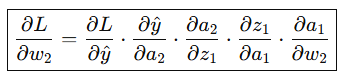 ∂L/∂w₂ = ∂L/∂ŷ · ∂ŷ/∂a₂ · ∂a₂/∂z₁ · ∂z₁/∂a₁ · ∂a₁/∂w₂